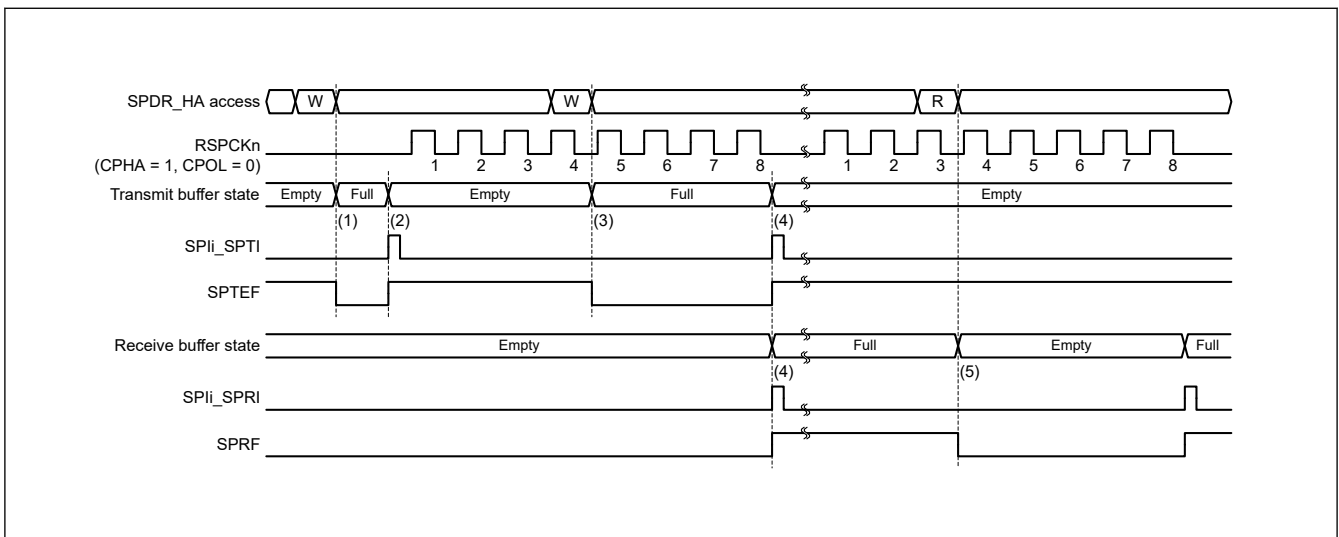 SPDR_HA access W W R
RSPCKn
(CPHA = 1, CPOL = 0)
1 2 3 4 5 6 7 8 1 2 3 4 5 6 7 8
Transmit buffer state Empty Full Empty Full Empty
(1) (2) (3) (4)
SPIi_SPTI
SPTEF
Receive buffer state Empty Full Empty Full
(4) (5)
SPIi_SPRI
SPRF